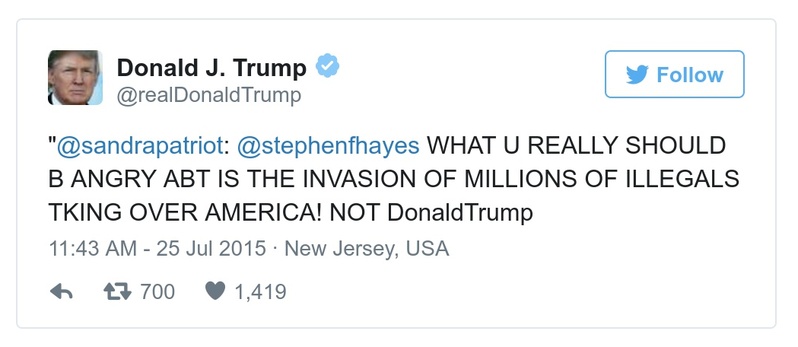 Donald J. Trump
@realDonaldTrump
Follow
"@sandrapatriot: @stephenfhayes WHAT U REALLY SHOULD
B ANGRY ABT IS THE INVASION OF MILLIONS OF ILLEGALS
TKING OVER AMERICA! NOT DonaldTrump
11:43 AM - 25 Jul 2015 · New Jersey, USA
700 1,419